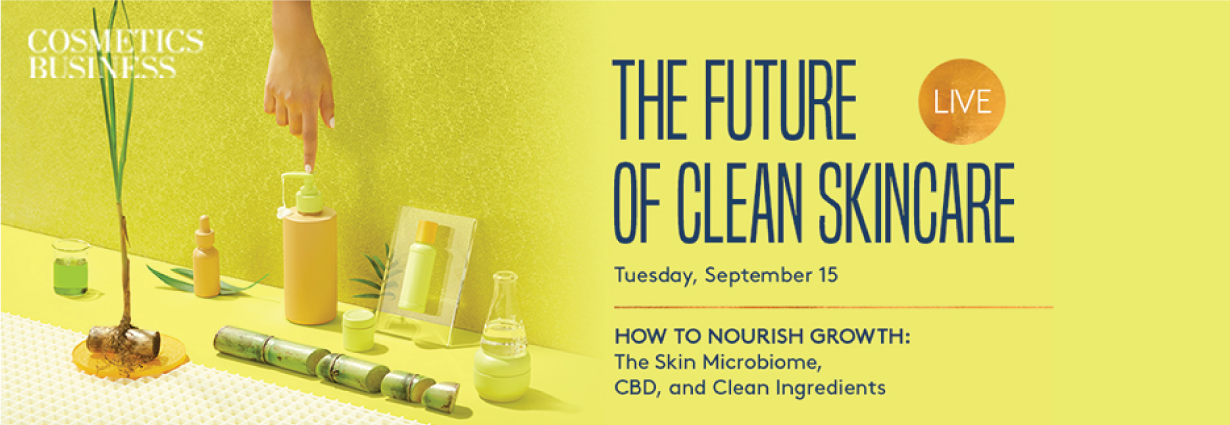 COSMETICS
BUSINESS
THE FUTURE
LIVE
OF CLEAN SKINCARE
Tuesday, September 15
HOW TO NOURISH GROWTH:
The Skin Microbiome,
CBD, and Clean Ingredients